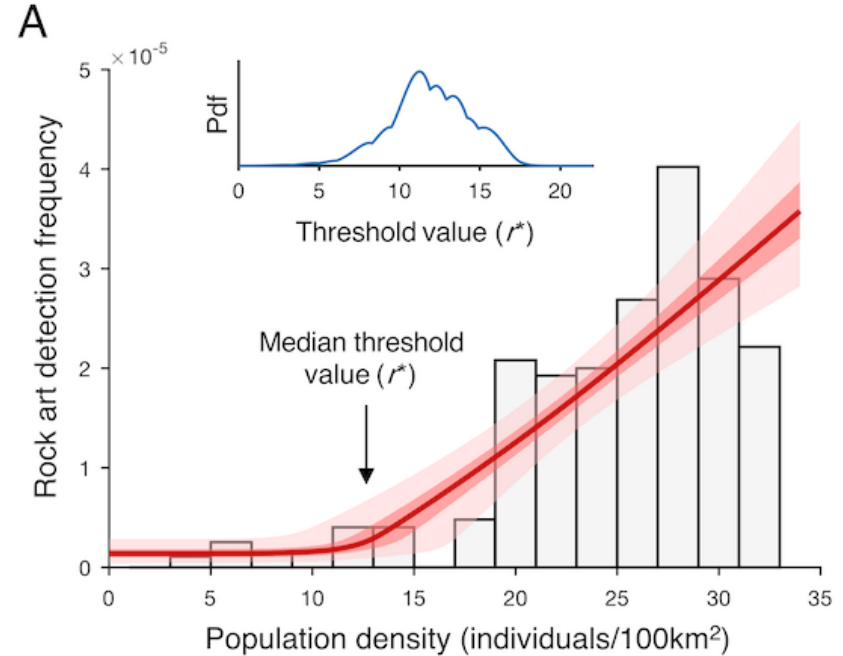 A
× 10⁻⁵
5
4
3
2
1
0
Rock art detection frequency
Pdf
0 5 10 15 20
Threshold value (r*)
Median threshold
value (r*)
0 5 10 15 20 25 30 35
Population density (individuals/100km²)